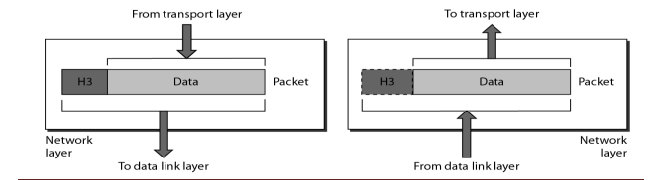 From transport layer
To transport layer
H3 Data Packet
H3 Data Packet
Network
layer
Network
layer
To data link layer
From data link layer